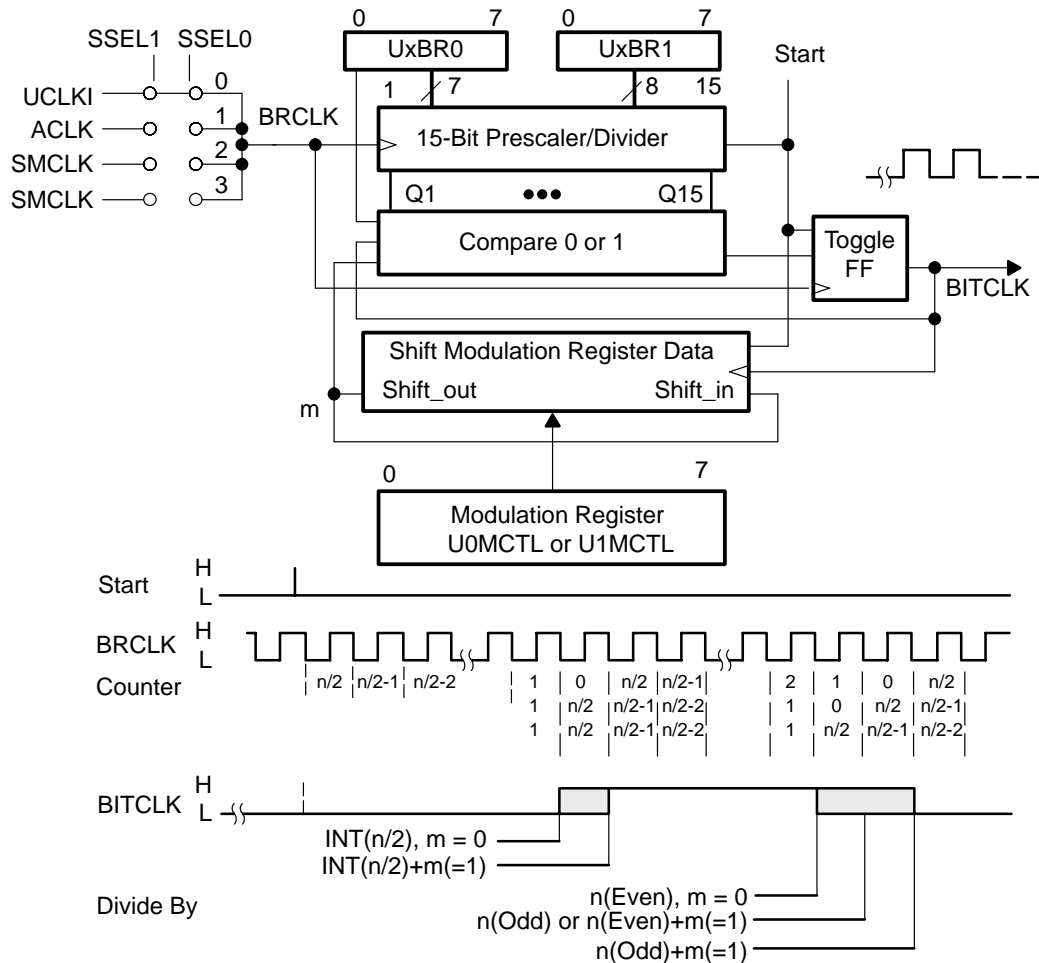 0 7 0 7
SSEL1 SSEL0 UxBR0 UxBR1 Start
1 7 8 15
UCLKI 0
ACLK 1 BRCLK 15-Bit Prescaler/Divider
SMCLK 2
SMCLK 3
Q1 ••• Q15
Compare 0 or 1
Toggle
FF
BITCLK
Shift Modulation Register Data
Shift_out Shift_in
m
0 7
Modulation Register
U0MCTL or U1MCTL
Start H
L
BRCLK H
L
Counter n/2 n/2-1 n/2-2 1 0 n/2 n/2-1 2 1 0 n/2
1 n/2 n/2-1 n/2-2 1 0 n/2 n/2-1
1 n/2 n/2-1 n/2-2 1 n/2 n/2-1 n/2-2
BITCLK H
L
INT(n/2), m = 0
INT(n/2)+m(=1)
Divide By
n(Even), m = 0
n(Odd) or n(Even)+m(=1)
n(Odd)+m(=1)